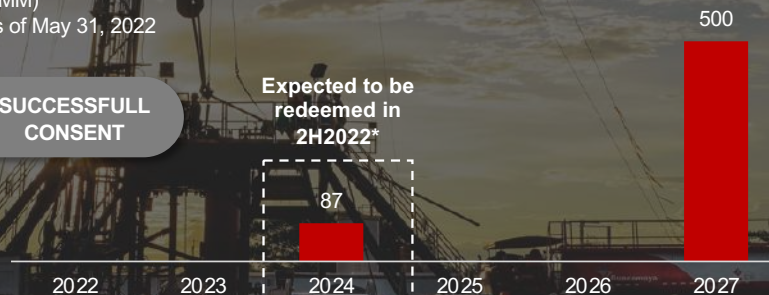 MM)
s of May 31, 2022
500
SUCCESSFULL
CONSENT
Expected to be
redeemed in
2H2022*
87
2022 2023 2024 2025 2026 2027